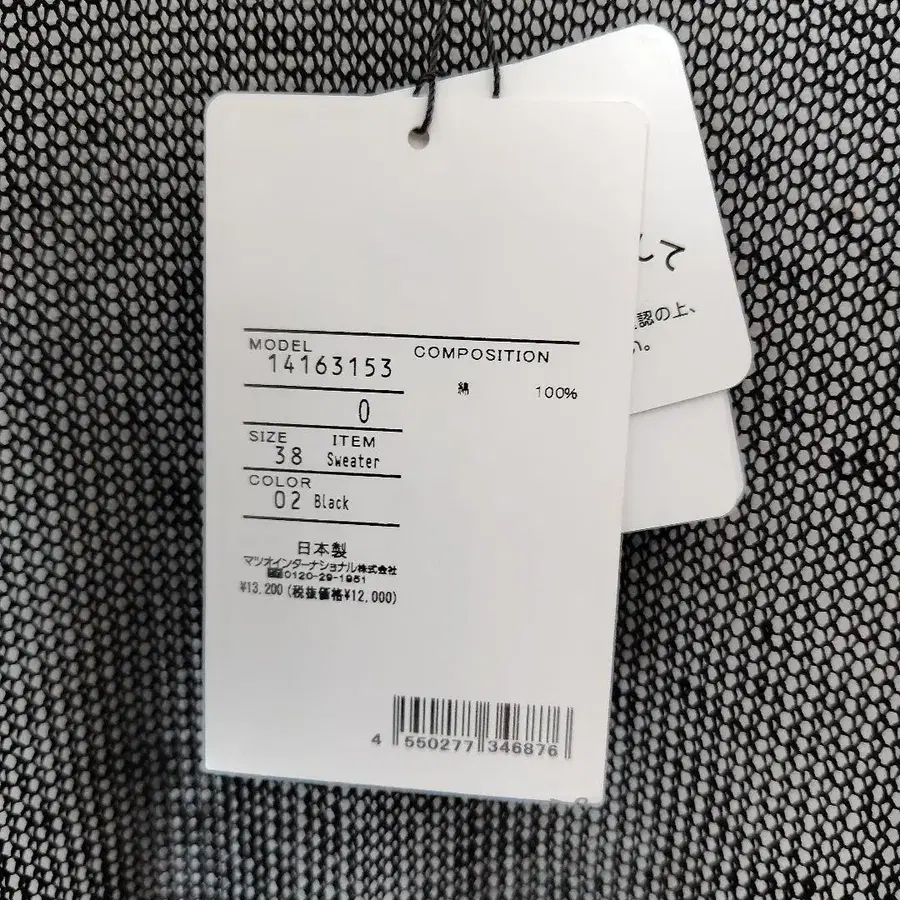 MODEL
14163153
0
SIZE ITEM
38 Sweater
COLOR
02 Black
COMPOSITION
綿 100%
日本製
マツオインターナショナル株式会社
0120-29-1951
¥13,200(税抜価格¥12,000)
4 550277 346876
して
認の上、
い。